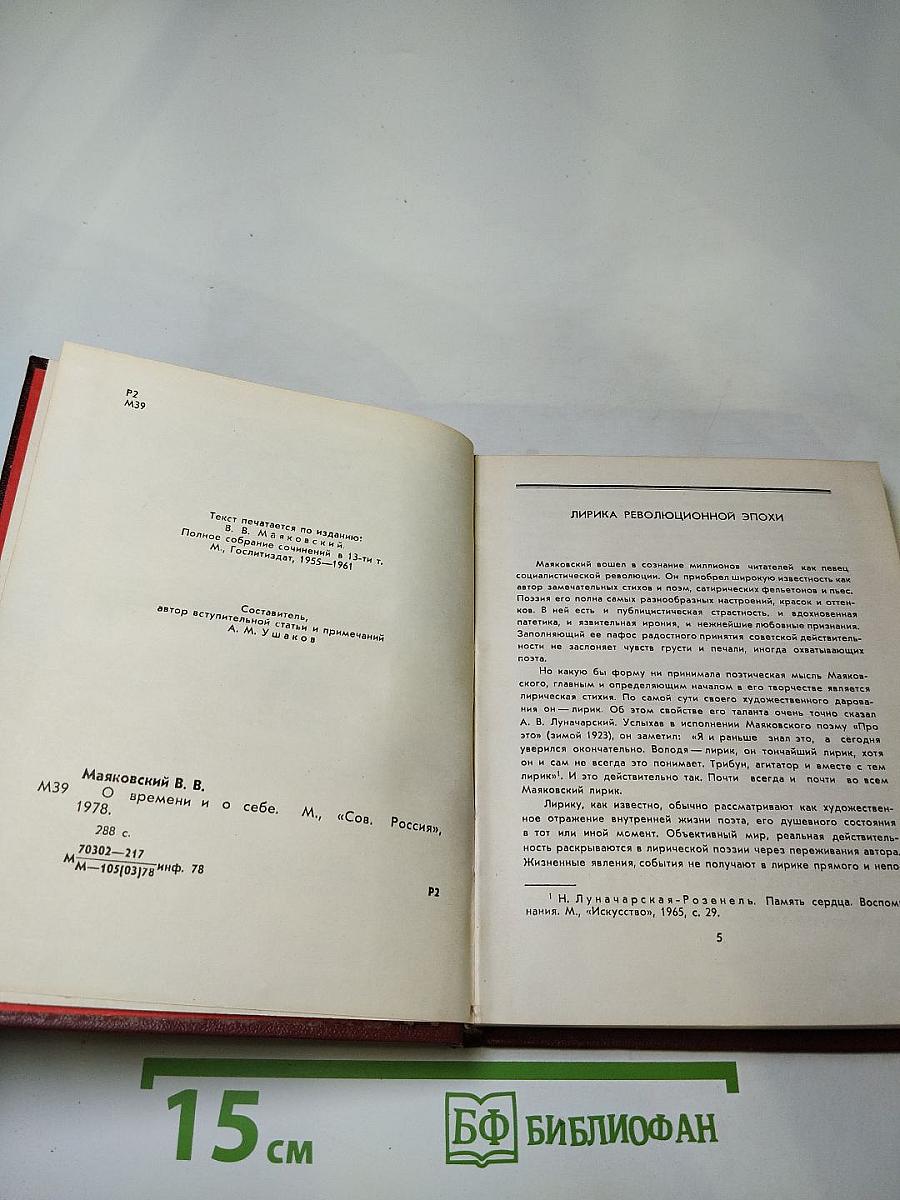 Р2
М39
Текст печатается по изданию:
В. В. Маяковский.
Полное собрание сочинений в 13-ти т.
М., Гослитиздат, 1955—1961
Составитель,
автор вступительной статьи и примечаний
А. М. Ушаков
Маяковский В. В.
М39 О времени и о себе. М., «Сов. Россия»,
1978.
288 с.
М 70302—217 инф. 78
М—105(03)78
Р2
ЛИРИКА РЕВОЛЮЦИОННОЙ ЭПОХИ
Маяковский вошел в сознание миллионов читателей как певец
социалистической революции. Он приобрел широкую известность как
автор замечательных стихов и поэм, сатирических фельетонов и пьес.
Поэзия его полна самых разнообразных настроений, красок и оттен-
ков. В ней есть и публицистическая страстность, и вдохновенная
патетика, и язвительная ирония, и нежнейшие любовные признания.
Заполняющий ее пафос радостного принятия советской действитель-
ности не заслоняет чувств грусти и печали, иногда охватывающих
поэта.
Но какую бы форму ни принимала поэтическая мысль Маяков-
ского, главным и определяющим началом в его творчестве является
лирическая стихия. По самой сути своего художественного дарова-
ния он — лирик. Об этом свойстве его таланта очень точно сказал
А. В. Луначарский. Услыхав в исполнении Маяковского поэму «Про
это» (зимой 1923), он заметил: «Я и раньше знал это, а сегодня
уверился окончательно. Володя — лирик, он тончайший лирик, хотя
он и сам не всегда это понимает. Трибун, агитатор и вместе с тем
лирик»¹. И это действительно так. Почти всегда и почти во всем
Маяковский лирик.
Лирику, как известно, обычно рассматривают как художествен-
ное отражение внутренней жизни поэта, его душевного состояния
в тот или иной момент. Объективный мир, реальная действитель-
ность раскрываются в лирической поэзии через переживания автора.
Жизненные явления, события не получают в лирике прямого и непо-
¹ Н. Луначарская-Розенель. Память сердца. Воспом
нания. М., «Искусство», 1965, с. 29.
5
15 см
БФ БИБЛИОФАН